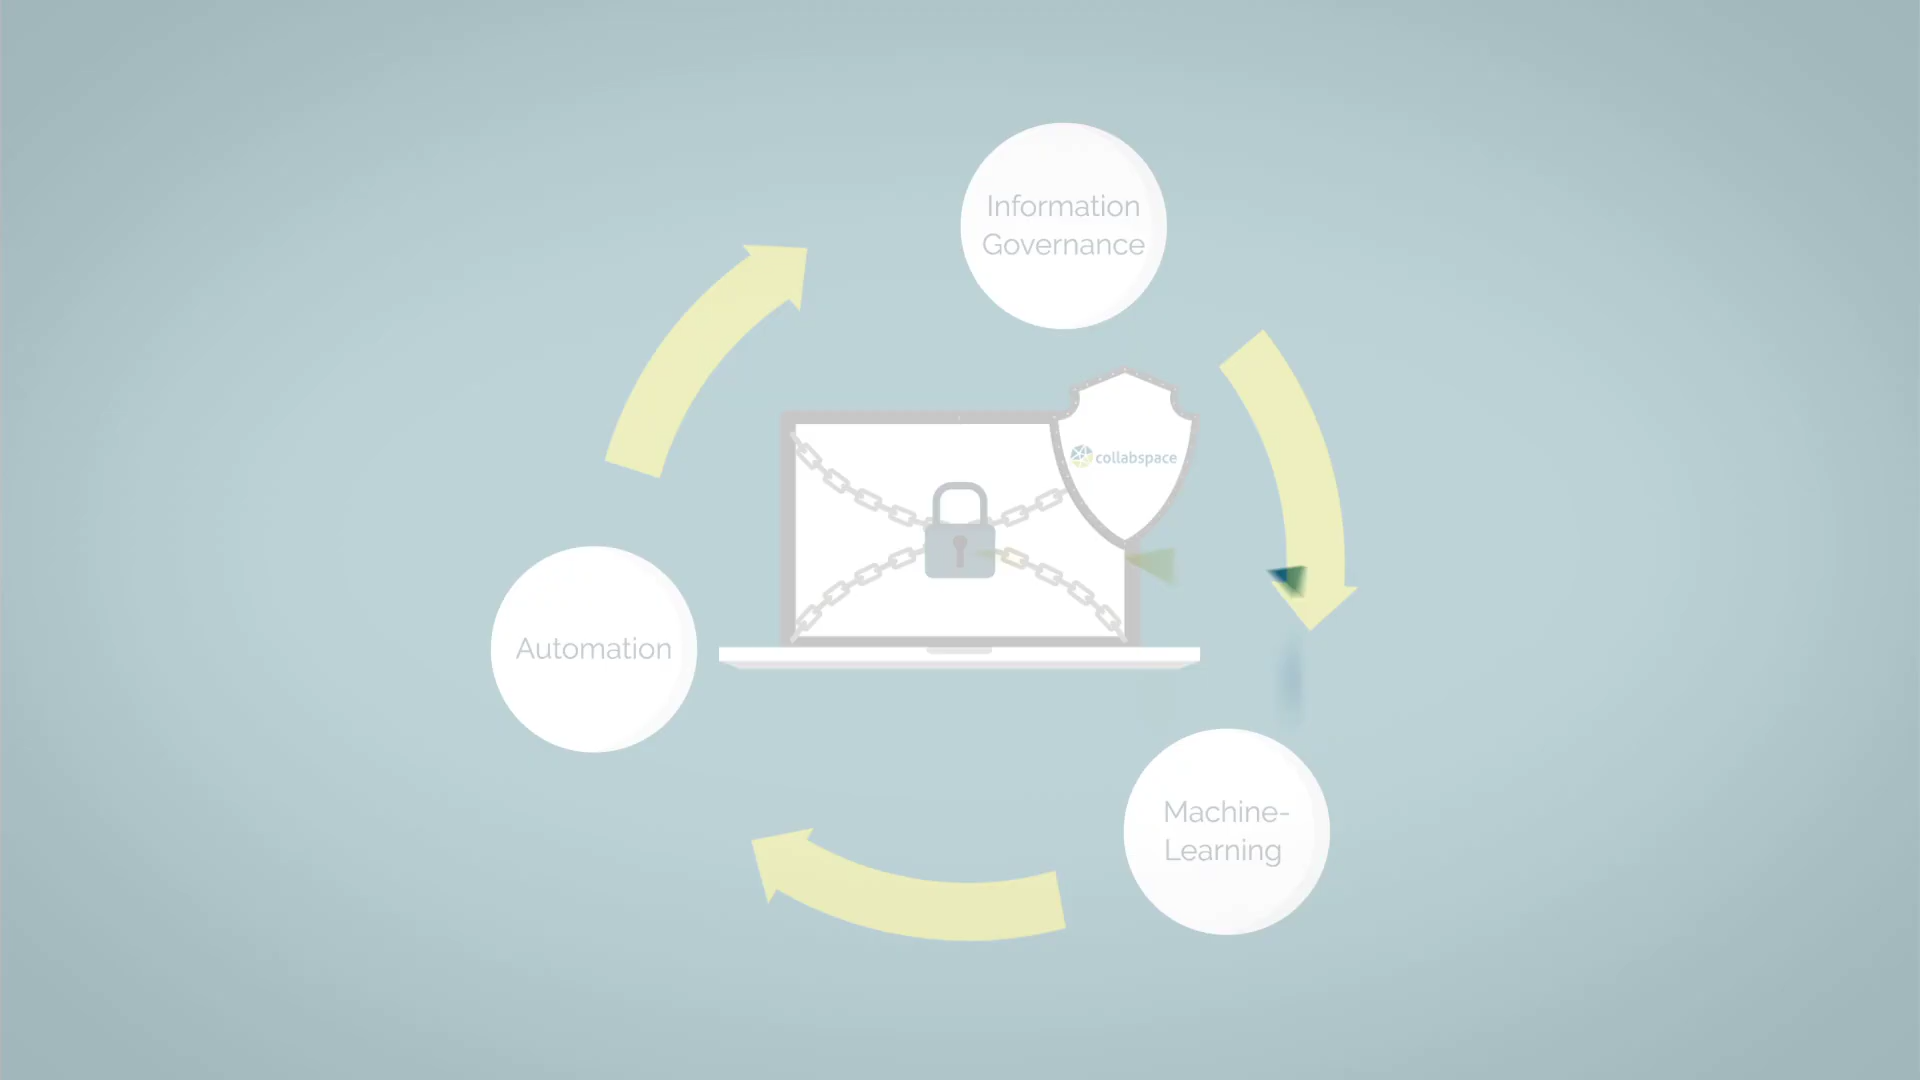 Information
Governance
collabspace
Automation
Machine-
Learning